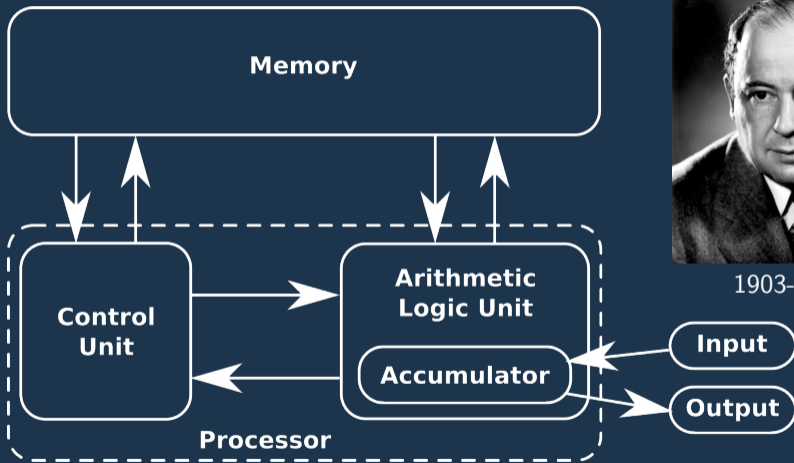 Memory
Control
Unit
Arithmetic
Logic Unit
Accumulator
Processor
1903-
Input
Output